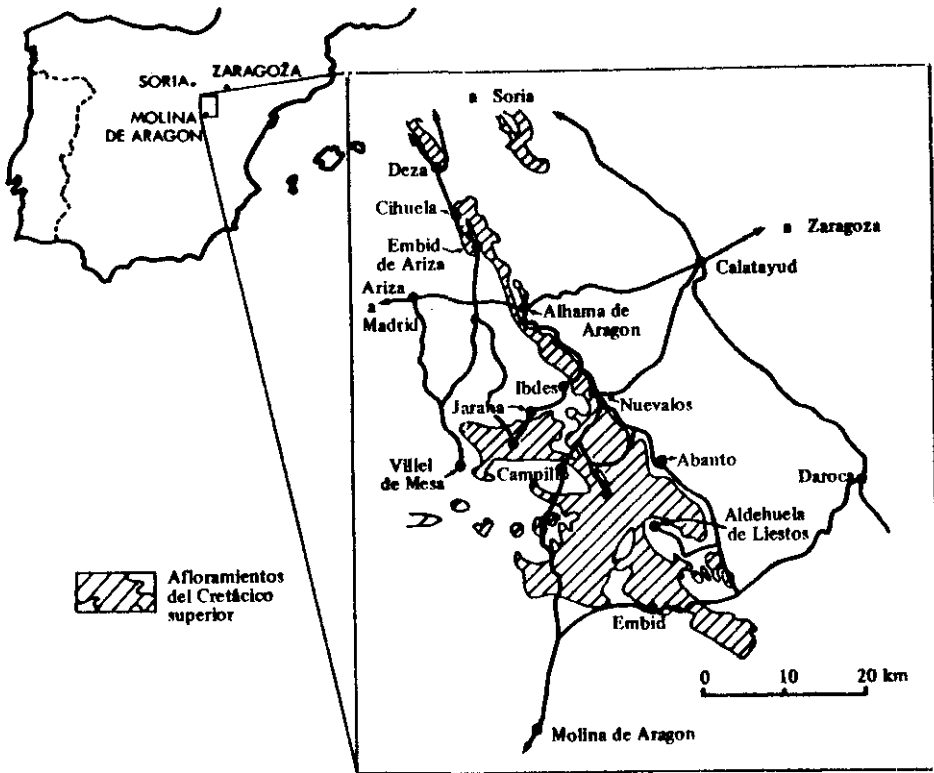 SORIA
ZARAGOZA
MOLINA
DE ARAGON
a Soria
Deza
Cihuela
Embid
de Ariza
a Zaragoza
Calatayud
Ariza
a
Madrid
Alhama de
Aragon
Ibdes
Jaraba
Nuevalos
Villel
de Mesa
Campillo
Abanto
Daroca
Aldehuela
de Liestos
Afloramientos
del Cretácico
superior
Embid
0 10 20 km
Molina de Aragon